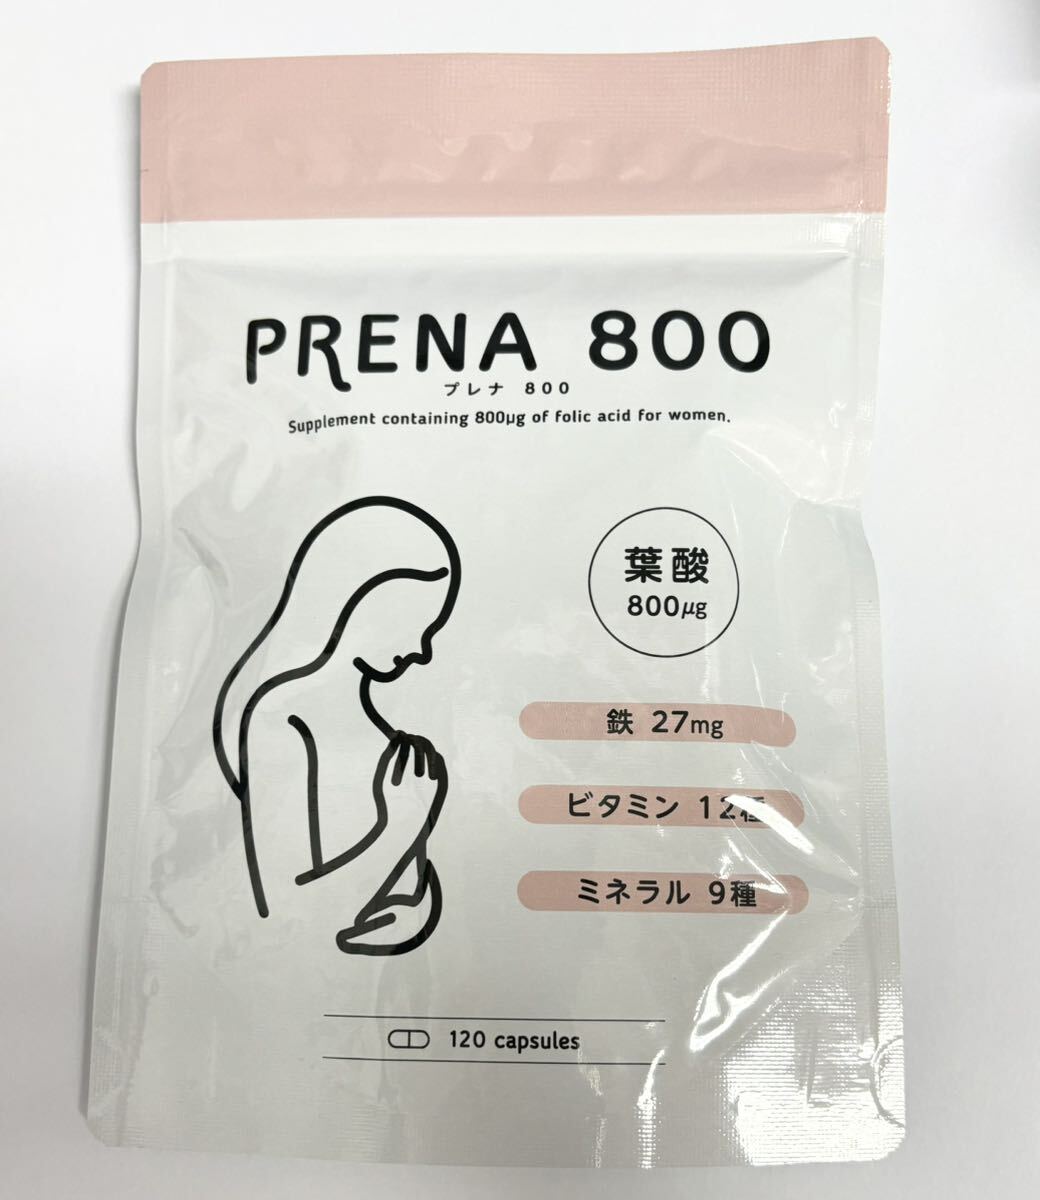 PRENA 800
プレナ 800
Supplement containing 800μg of folic acid for women.
葉酸
800μg
鉄 27mg
ビタミン 12種
ミネラル 9種
120 capsules